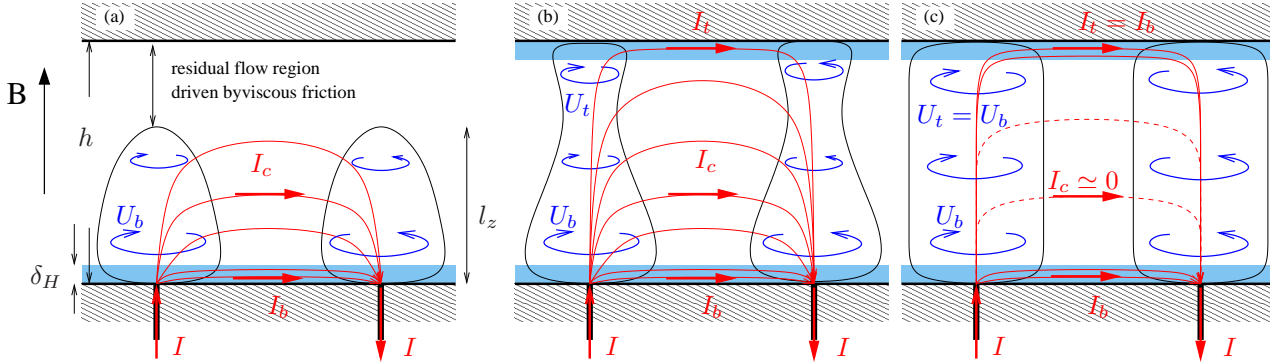 (a)
B
h
residual flow region
driven byviscous friction
I_c
U_b
l_z
δ_H
I_b
I
I
(b)
I_t
U_t
I_c
U_b
I_b
I
I
(c)
I_t = I_b
U_t = U_b
I_c ≃ 0
U_b
I_b
I
I